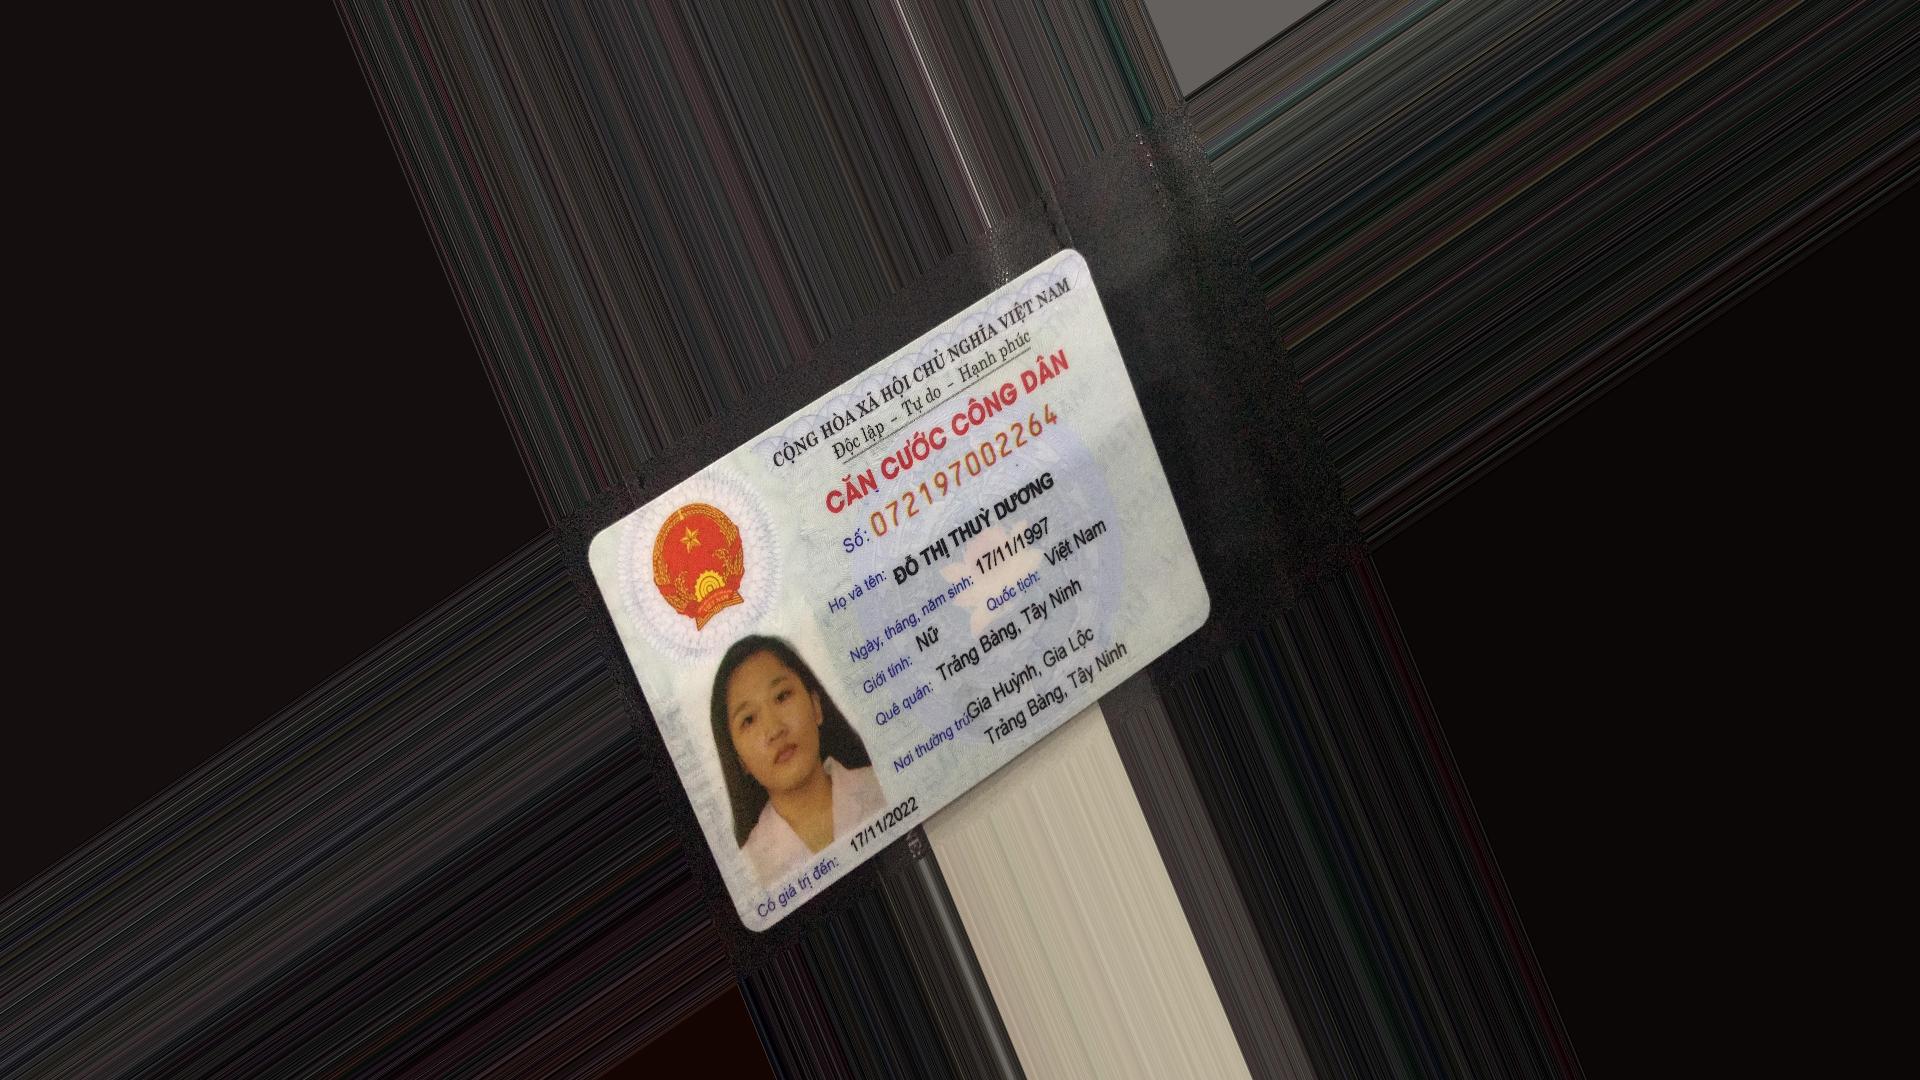 CỘNG HÒA XÃ HỘI CHỦ NGHĨA VIỆT NAM
Độc lập - Tự do - Hạnh phúc
CĂN CƯỚC CÔNG DÂN
Số: 072197002264
Họ và tên: ĐỖ THỊ THUỲ DƯƠNG
Ngày, tháng, năm sinh: 17/11/1997
Giới tính: Nữ Quốc tịch: Việt Nam
Quê quán: Trảng Bàng, Tây Ninh
Nơi thường trú: Gia Huỳnh, Gia Lộc
Trảng Bàng, Tây Ninh
Có giá trị đến: 17/11/2022